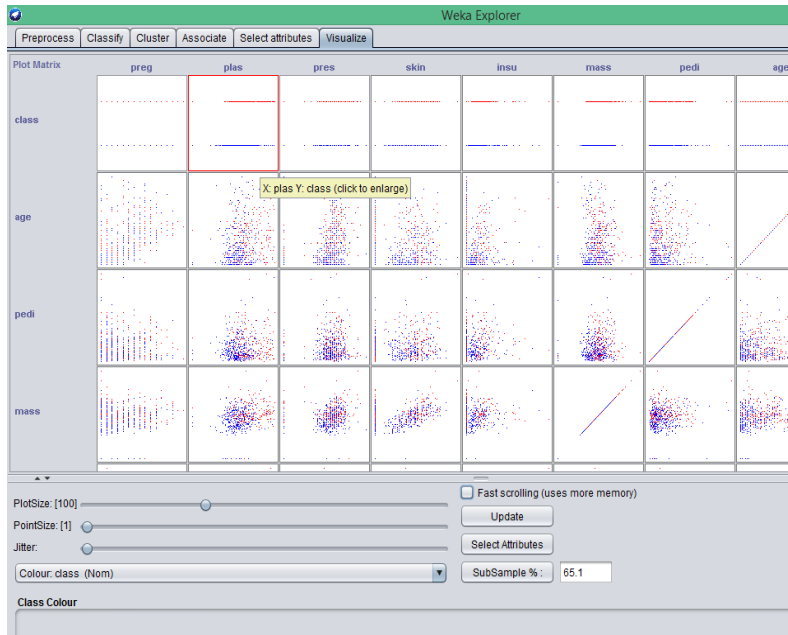 Weka Explorer
Preprocess Classify Cluster Associate Select attributes Visualize
Plot Matrix preg plas pres skin insu mass pedi age
class
X: plas Y: class (click to enlarge)
age
pedi
mass
PlotSize: [100]
PointSize: [1]
Jitter:
Colour: class (Nom)
Fast scrolling (uses more memory)
Update
Select Attributes
SubSample % : 65.1
Class Colour